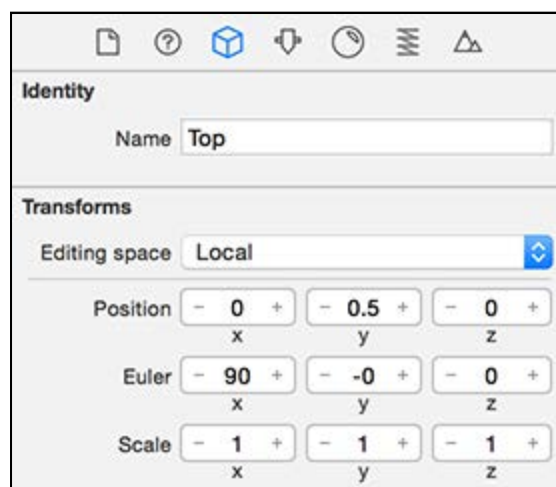 Identity
Name Top
Transforms
Editing space Local
Position - 0 + - 0.5 + - 0 +
x y z
Euler - 90 + - -0 + - 0 +
x y z
Scale - 1 + - 1 + - 1 +
x y z